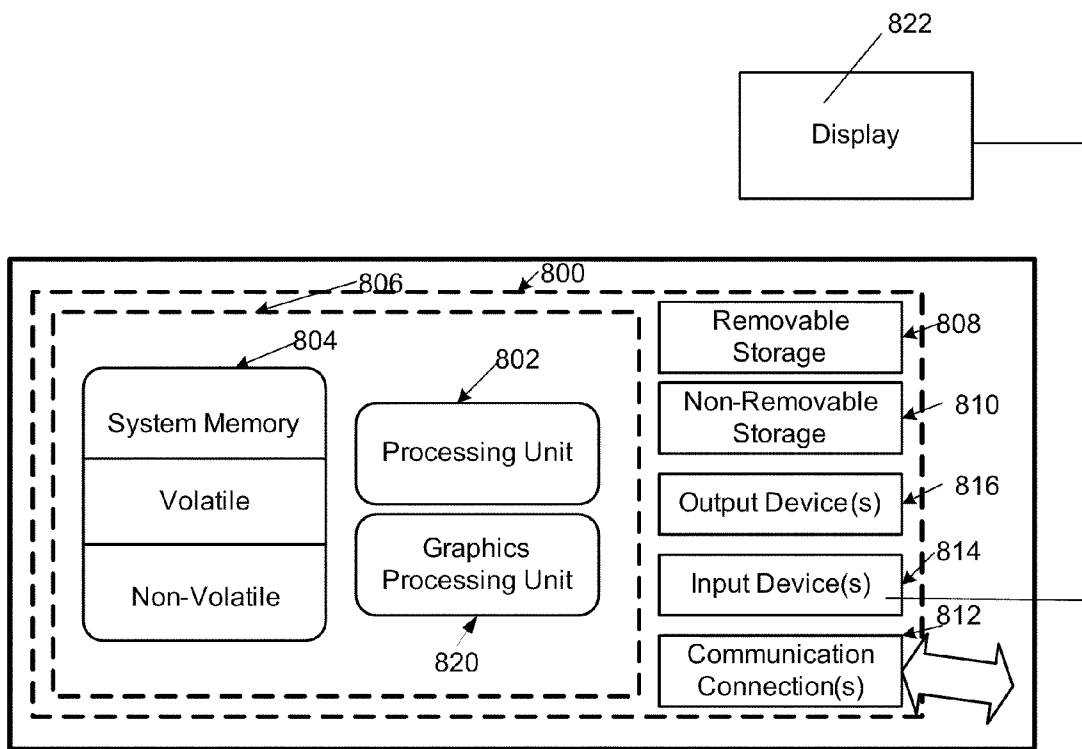 822
Display
806
800
804
802
System Memory
Volatile
Non-Volatile
Processing Unit
Graphics
Processing Unit
820
Removable
Storage
808
Non-Removable
Storage
810
Output Device(s)
816
Input Device(s)
814
812
Communication
Connection(s)